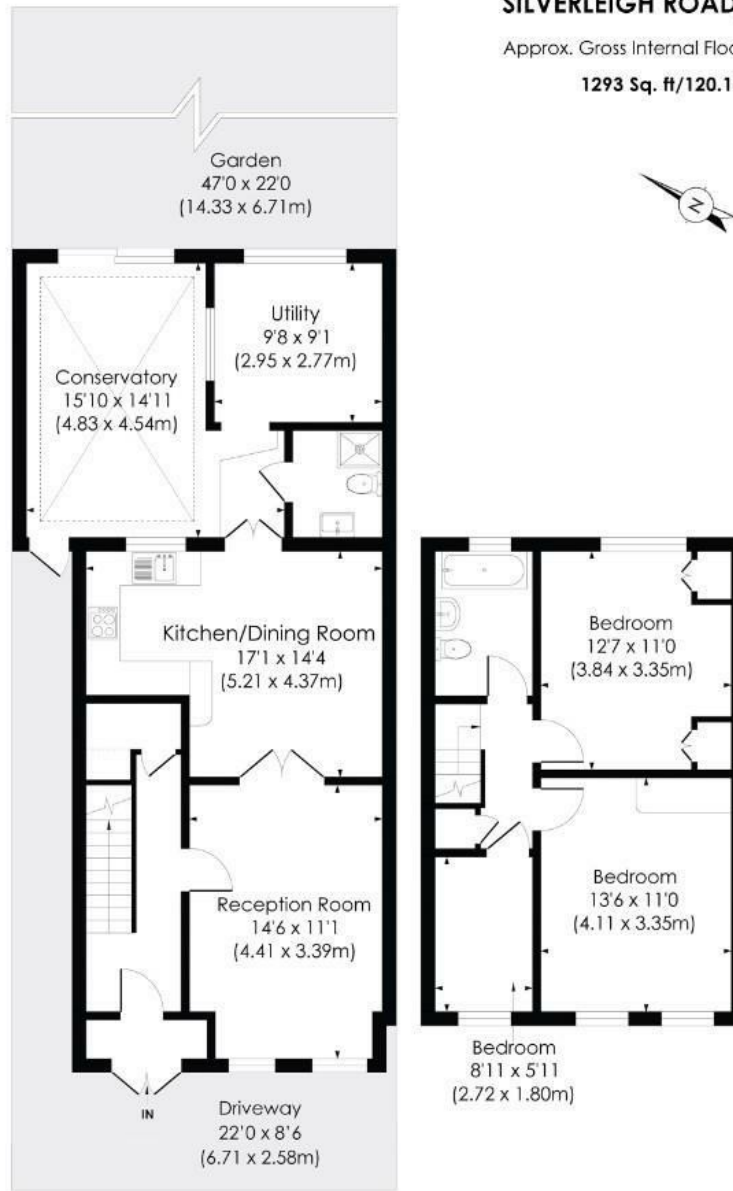 SILVERLEIGH ROAD
Approx. Gross Internal
1293 Sq. ft/120.1
N
Garden
47'0 x 22'0
(14.33 x 6.71m)
Utility
9'8 x 9'1
(2.95 x 2.77m)
Conservatory
15'10 x 14'11
(4.83 x 4.54m)
Kitchen/Dining Room
17'1 x 14'4
(5.21 x 4.37m)
Bedroom
12'7 x 11'0
(3.84 x 3.35m)
Reception Room
14'6 x 11'1
(4.41 x 3.39m)
Bedroom
13'6 x 11'0
(4.11 x 3.35m)
Bedroom
8'11 x 5'11
(2.72 x 1.80m)
IN
Driveway
22'0 x 8'6
(6.71 x 2.58m)